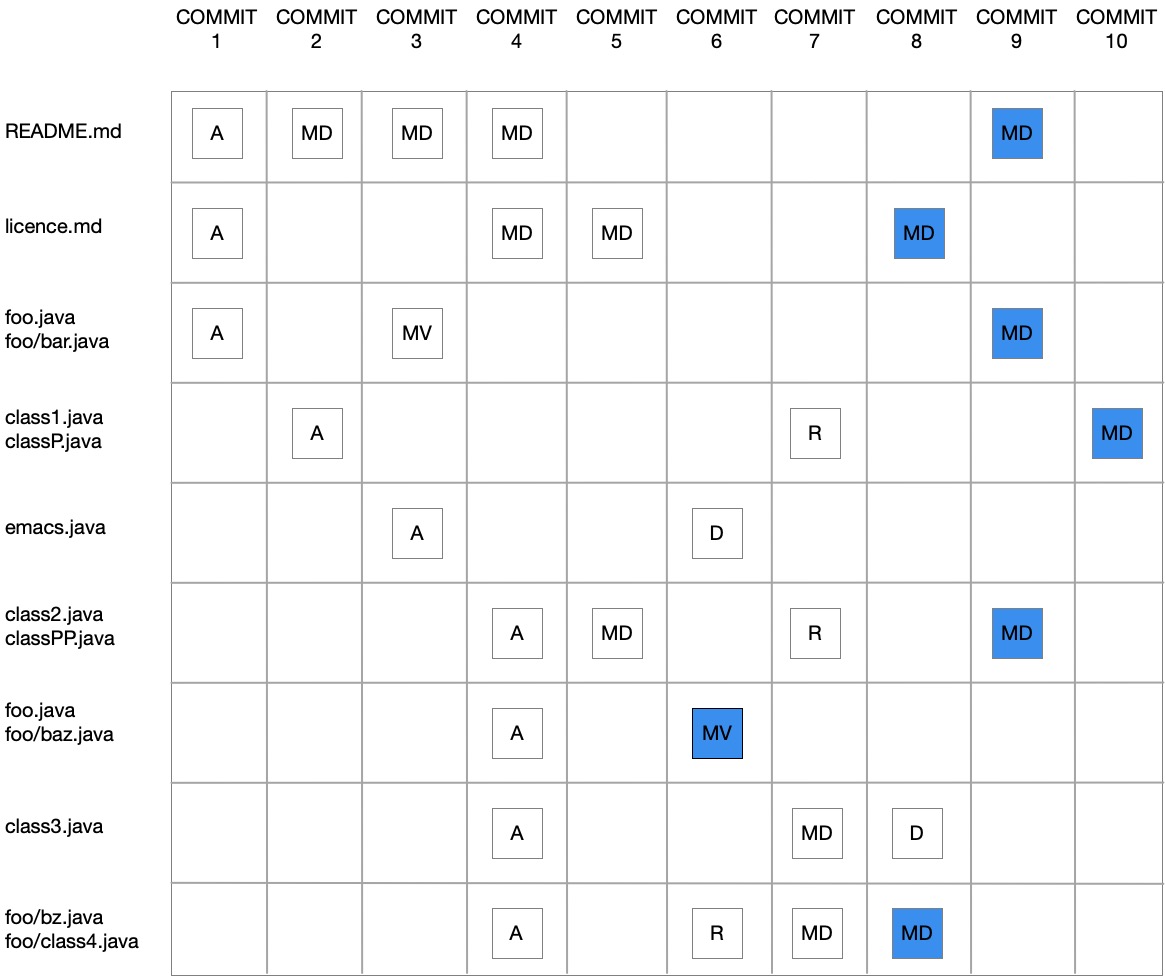 COMMIT COMMIT COMMIT COMMIT COMMIT COMMIT COMMIT COMMIT COMMIT COMMIT
1 2 3 4 5 6 7 8 9 10
README.md A MD MD MD MD
licence.md A MD MD MD
foo.java
foo/bar.java
A MV MD
class1.java
classP.java
A R MD
emacs.java A D
class2.java
classPP.java
A MD R MD
foo.java
foo/baz.java
A MV
class3.java A MD D
foo/bz.java
foo/class4.java
A R MD MD